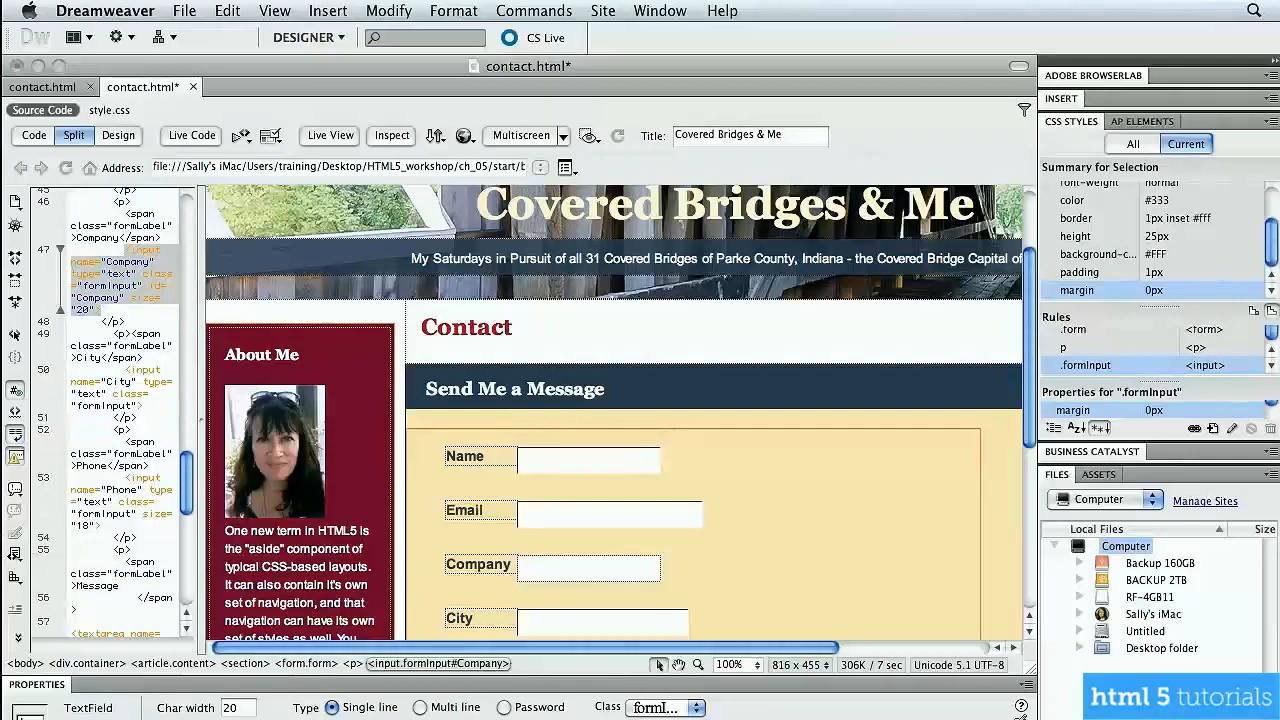 Dreamweaver File Edit View Insert Modify Format Commands Site Window Help
Dw DESIGNER CS Live
contact.html*
contact.html contact.html*
Source Code style.css
Code Split Design Live Code Live View Inspect Multiscreen Title: Covered Bridges & Me
Address: file:///Sally's iMac/Users/training/Desktop/HTML5_workshop/ch_05/start/b
45 </p>
46 <p>
<span
class="formLabel">
Company</span>
47 <input
name="Company"
type="text" class
="formInput" id=
"Company" size=
"20">
48 </p>
49 <p><span
class="formLabel"
>City</span>
50 <input
name="City" type=
"text" class=
"formInput">
51 </p>
52 <p>
<span
class="formLabel"
>Phone</span>
53 <input
name="Phone" type=
"text" class=
"formInput" size=
"18">
54 </p>
55 <p>
<span
class="formLabel"
>Message
56 </span
>
57
<textarea name=
Covered Bridges & Me
My Saturdays in Pursuit of all 31 Covered Bridges of Parke County, Indiana - the Covered Bridge Capital of
Contact
About Me
One new term in HTML5 is
the "aside" component of
typical CSS-based layouts.
It can also contain it's own
set of navigation, and that
navigation can have its own
set of styles as well. You
Send Me a Message
Name
Email
Company
City
<body> <div.container> <article.content> <section> <form.form> <p> <input.formInput#Company>
100% 816 x 455 306K / 7 sec Unicode 5.1 UTF-8
PROPERTIES
TextField Char width 20 Type Single line Multi line Password Class formI...
ADOBE BROWSERLAB
INSERT
CSS STYLES AP ELEMENTS
All Current
Summary for Selection
font-weight normal
color #333
border 1px inset #fff
height 25px
background-c... #FFF
padding 1px
margin 0px
Rules
.form <form>
p <p>
.formInput <input>
Properties for ".formInput"
margin 0px
BUSINESS CATALYST
FILES ASSETS
Computer Manage Sites
Local Files Size
Computer
Backup 160GB
BACKUP 2TB
RF-4GB11
Sally's iMac
Untitled
Desktop folder
html 5 tutorials